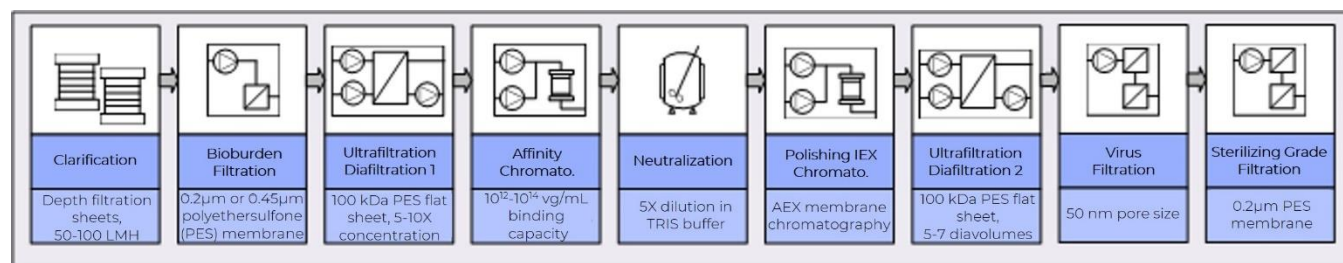 Clarification
Depth filtration
sheets,
50-100 LMH
Bioburden
Filtration
0.2µm or 0.45µm
polyethersulfone
(PES) membrane
Ultrafiltration
Diafiltration 1
100 kDa PES flat
sheet, 5-10X
concentration
Affinity
Chromato.
10¹²-10¹⁴ vg/mL
binding
capacity
Neutralization
5X dilution in
TRIS buffer
Polishing IEX
Chromato.
AEX membrane
chromatography
Ultrafiltration
Diafiltration 2
100 kDa PES flat
sheet,
5-7 diavolumes
Virus
Filtration
50 nm pore size
Sterilizing Grade
Filtration
0.2µm PES
membrane